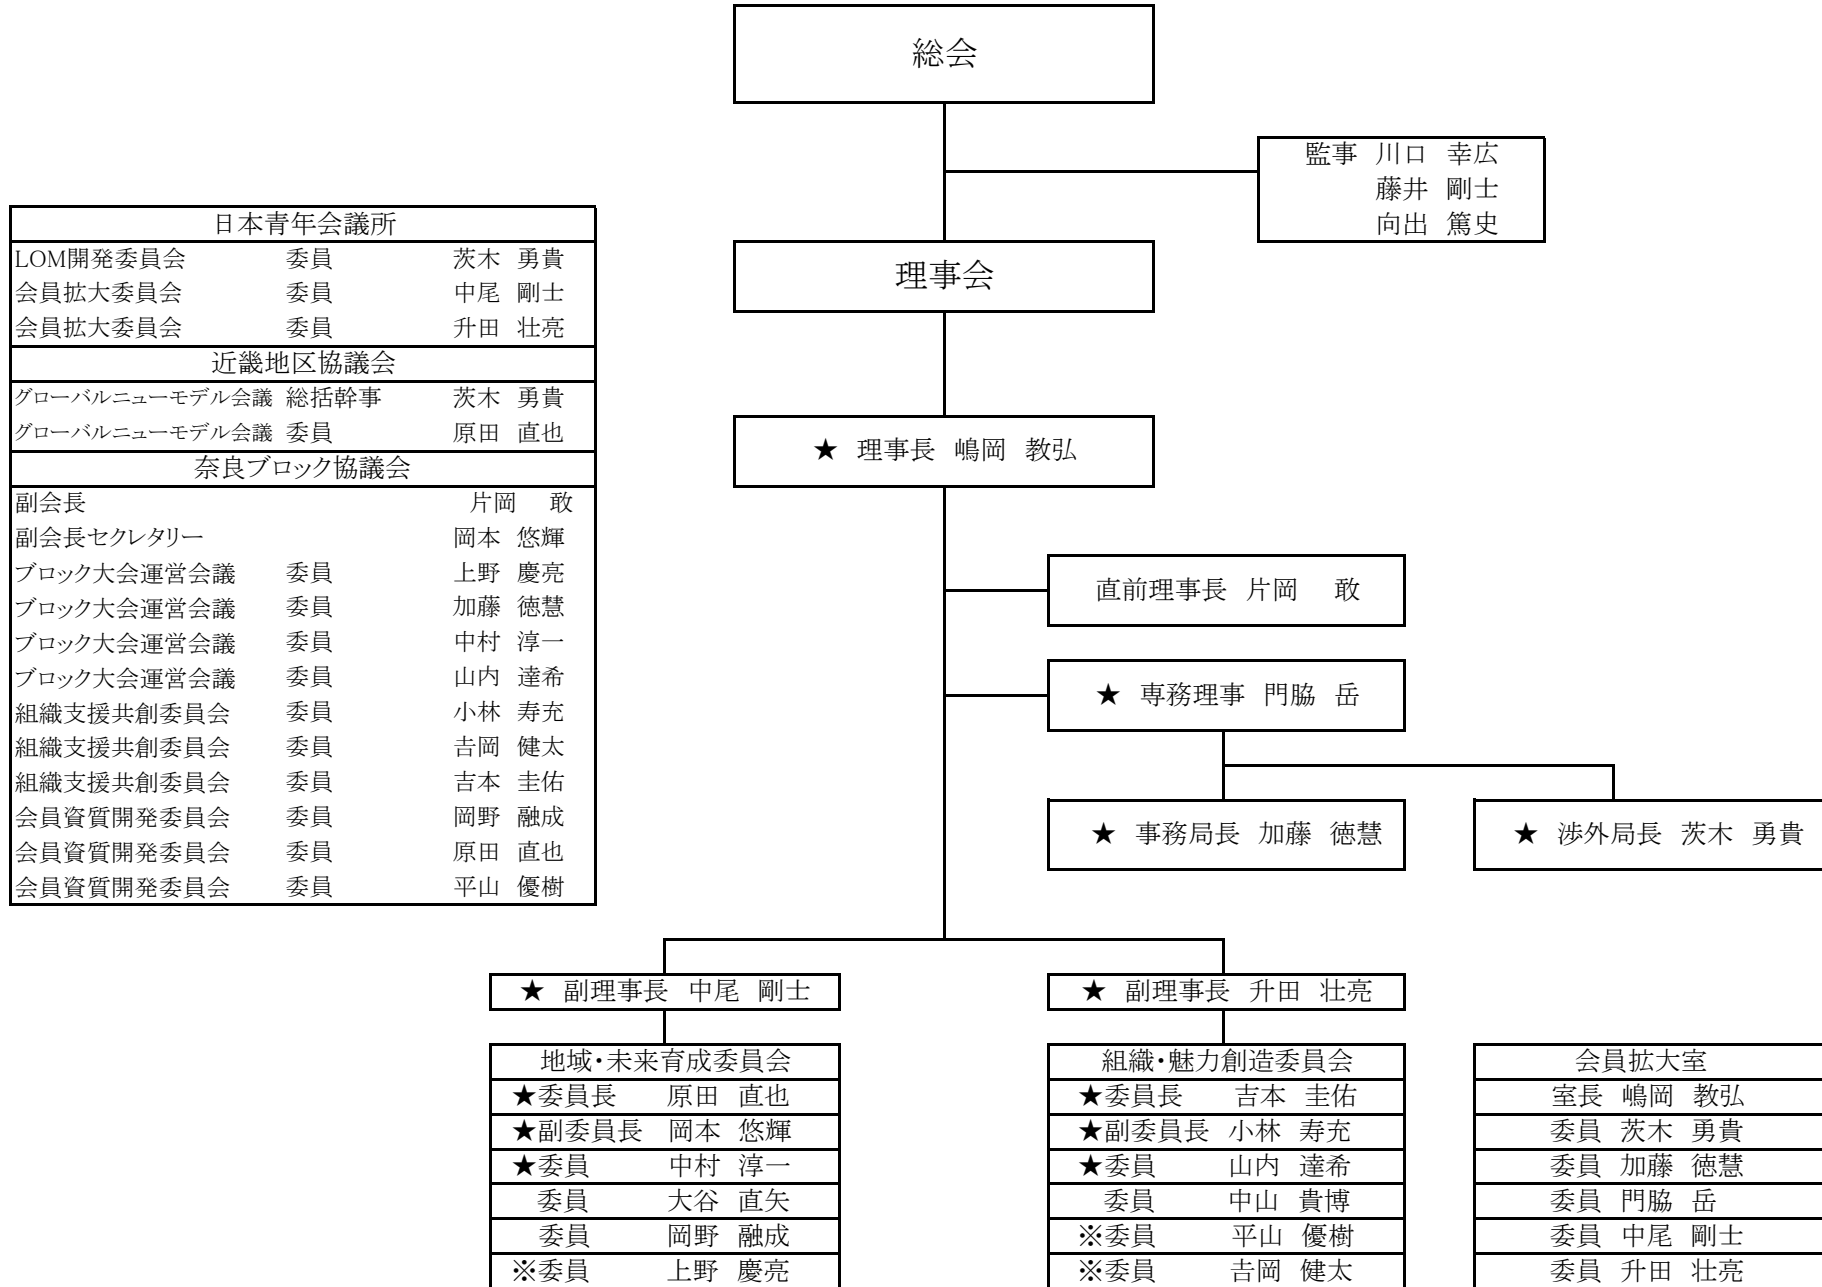 総会
監事 川口 幸広
藤井 剛士
向出 篤史
理事会
★ 理事長 嶋岡 教弘
直前理事長 片岡 敢
★ 専務理事 門脇 岳
★ 事務局長 加藤 徳慧
★ 渉外局長 茨木 勇貴
日本青年会議所
LOM開発委員会 委員 茨木 勇貴
会員拡大委員会 委員 中尾 剛士
会員拡大委員会 委員 升田 壮亮
近畿地区協議会
グローバルニューモデル会議 総括幹事 茨木 勇貴
グローバルニューモデル会議 委員 原田 直也
奈良ブロック協議会
副会長 片岡 敢
副会長セクレタリー 岡本 悠輝
ブロック大会運営会議 委員 上野 慶亮
ブロック大会運営会議 委員 加藤 徳慧
ブロック大会運営会議 委員 中村 淳一
ブロック大会運営会議 委員 山内 達希
組織支援共創委員会 委員 小林 寿充
組織支援共創委員会 委員 𠮷岡 健太
組織支援共創委員会 委員 吉本 圭佑
会員資質開発委員会 委員 岡野 融成
会員資質開発委員会 委員 原田 直也
会員資質開発委員会 委員 平山 優樹
★ 副理事長 中尾 剛士
地域・未来育成委員会
★委員長 原田 直也
★副委員長 岡本 悠輝
★委員 中村 淳一
委員 大谷 直矢
委員 岡野 融成
※委員 上野 慶亮
★ 副理事長 升田 壮亮
組織・魅力創造委員会
★委員長 吉本 圭佑
★副委員長 小林 寿充
★委員 山内 達希
委員 中山 貴博
※委員 平山 優樹
※委員 𠮷岡 健太
会員拡大室
室長 嶋岡 教弘
委員 茨木 勇貴
委員 加藤 徳慧
委員 門脇 岳
委員 中尾 剛士
委員 升田 壮亮